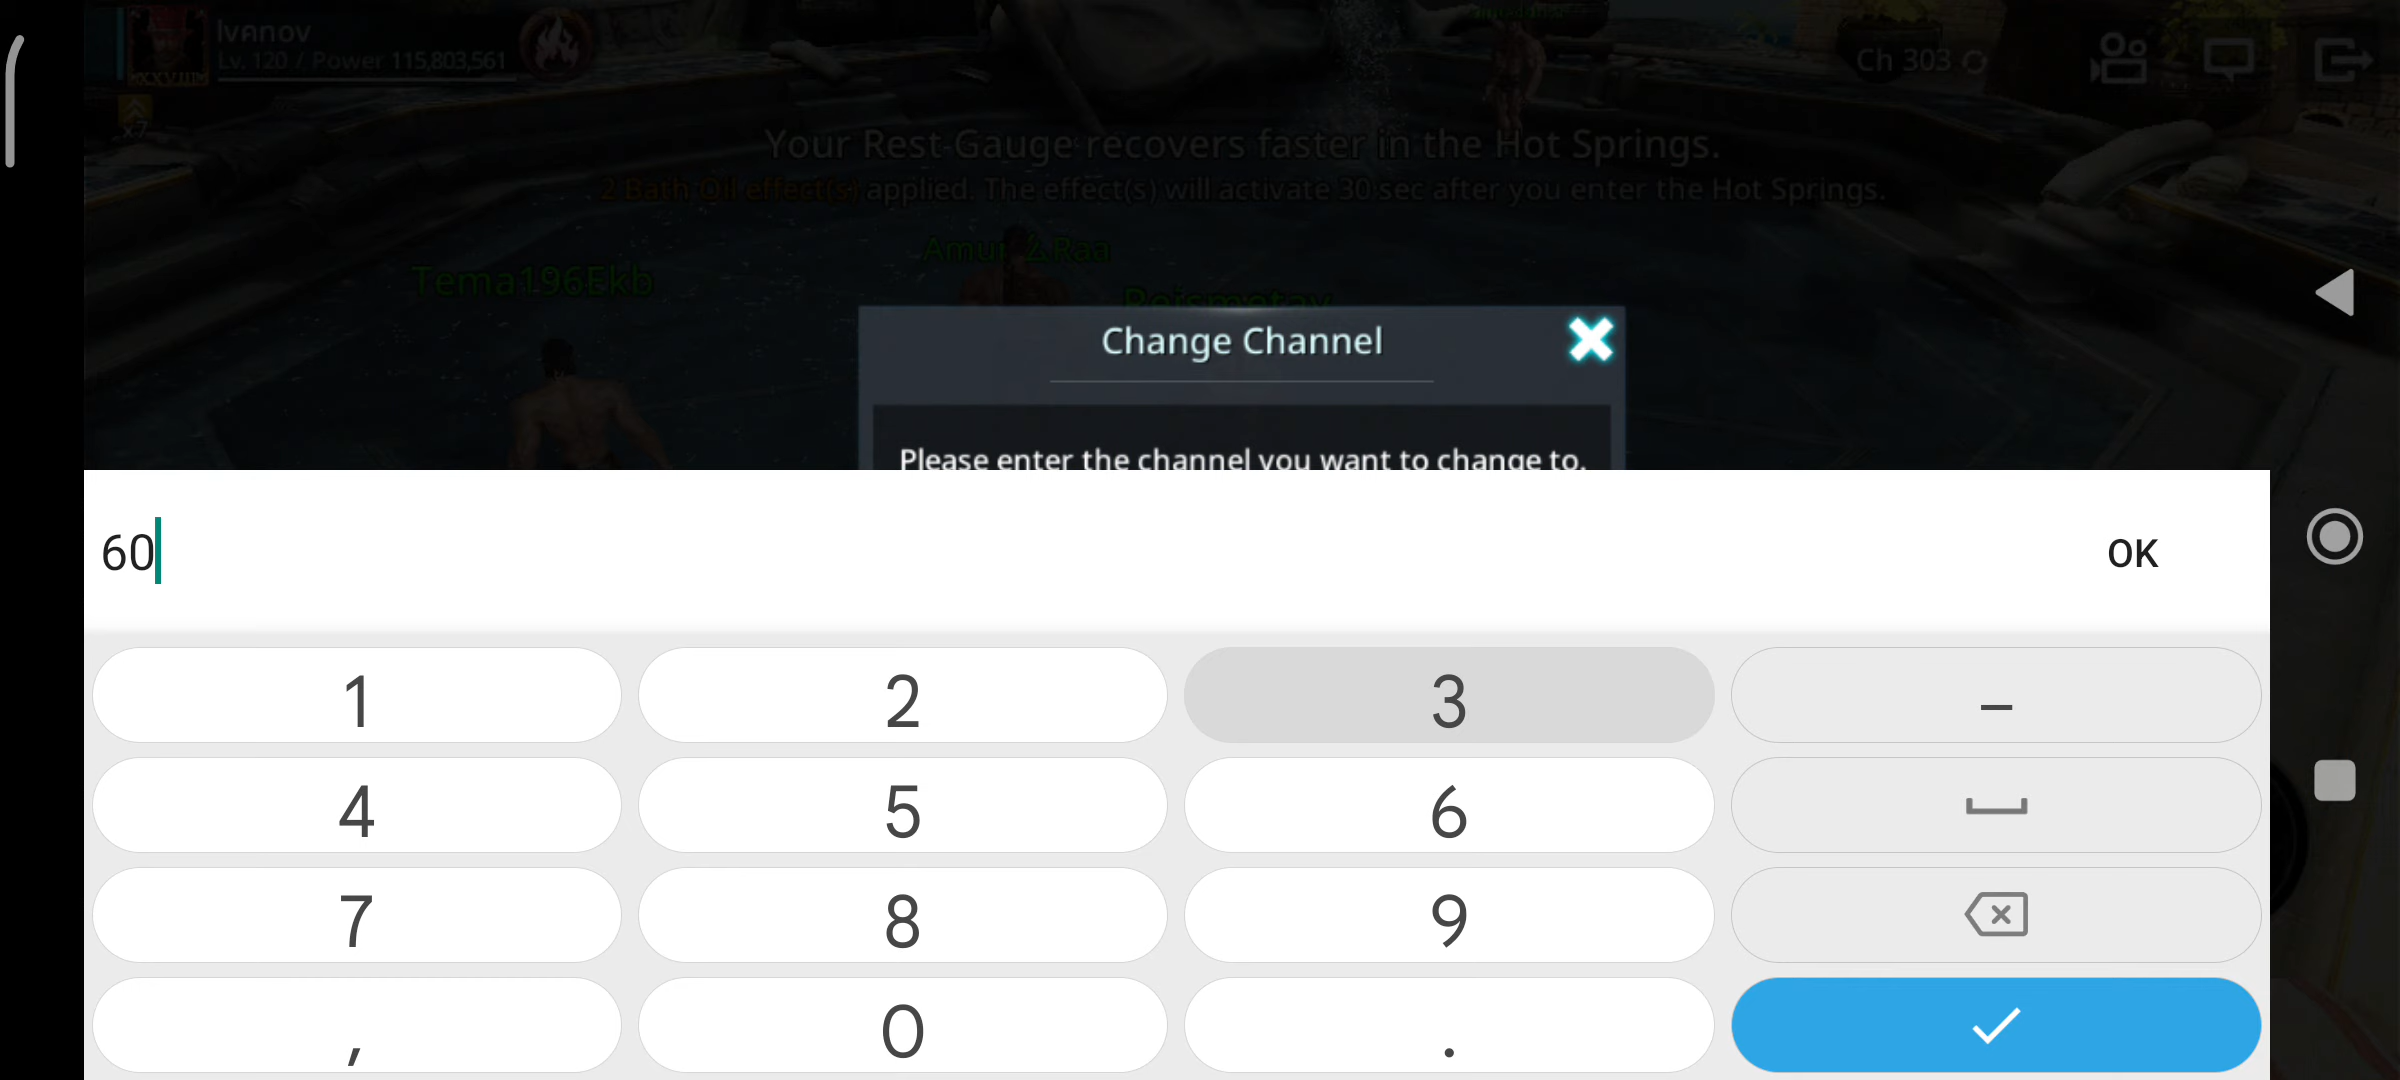 Ivanov
Lv. 120 / Power 115,803,561
XXVIII
x7
Ch 303
Your Rest Gauge recovers faster in the Hot Springs.
2 Bath Oil effect(s) applied. The effect(s) will activate 30 sec after you enter the Hot Springs.
Raa
Tema196Ekb
Change Channel
Please enter the channel you want to change to.
60
OK
1
2
3
–
4
5
6
7
8
9
,
0
.